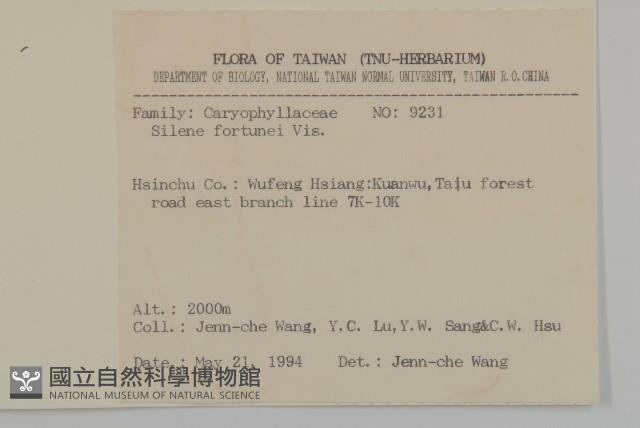 FLORA OF TAIWAN (TNU-HERBARIUM)
DEPARTMENT OF BIOLOGY, NATIONAL TAIWAN NORMAL UNIVERSITY, TAIWAN R.O.CHINA
Family: Caryophyllaceae NO: 9231
Silene fortunei Vis.
Hsinchu Co.: Wufeng Hsiang:Kuanwu, Talu forest
road east branch line 7K-10K
Alt.: 2000m
Coll.: Jenn-che Wang, Y.C. Lu,Y.W. Sang&C.W. Hsu
Date.: May 21, 1994 Det.: Jenn-che Wang
國立自然科學博物館
NATIONAL MUSEUM OF NATURAL SCIENCE